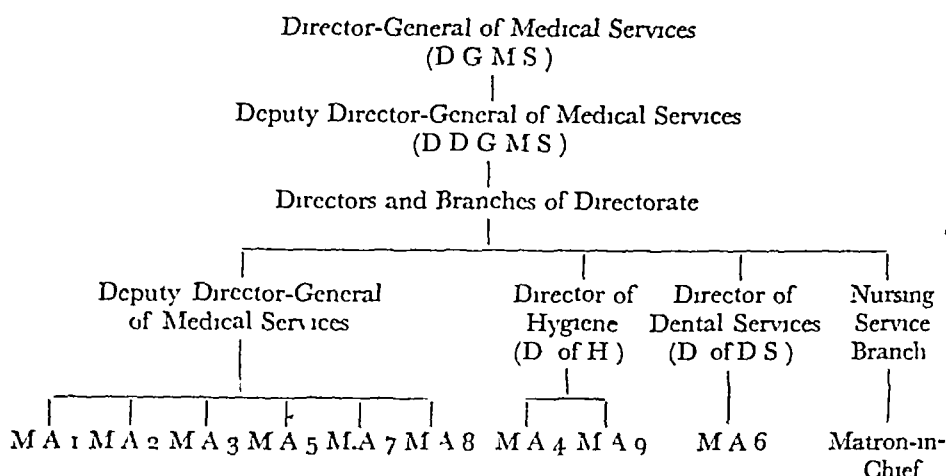 Director-General of Medical Services
(D G M S)
Deputy Director-General of Medical Services
(D D G M S)
Directors and Branches of Directorate
Deputy Director-General
of Medical Services
Director of
Hygiene
(D of H)
Director of
Dental Services
(D of D S)
Nursing
Service
Branch
M A 1 M A 2 M A 3 M A 5 M.A 7 M A 8 M A 4 M A 9 M A 6 Matron-in-
Chief